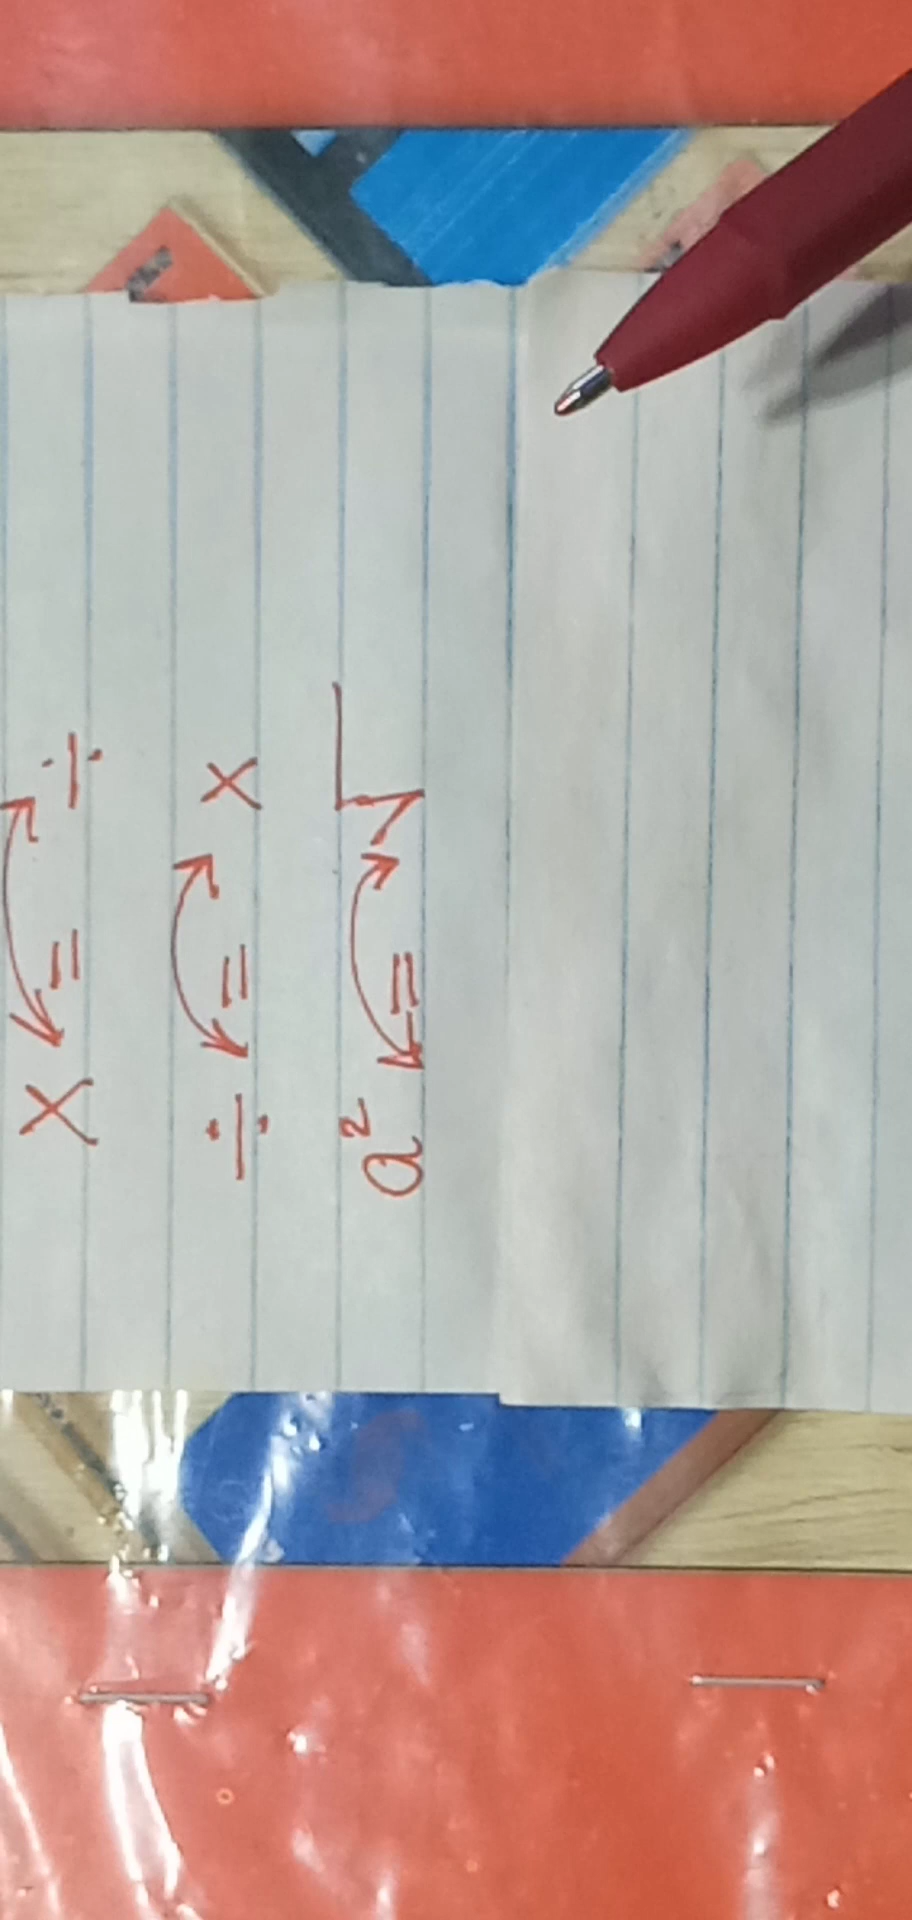 × = ÷
÷ = ×
a² = √